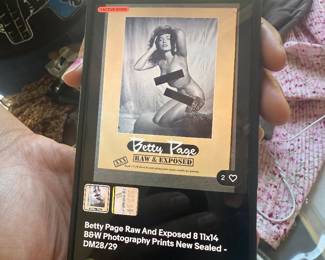 Betty Page
XXX RAW & EXPOSED
2
Betty Page Raw And Exposed 8 11x14
B&W Photography Prints New Sealed -
DM28/29